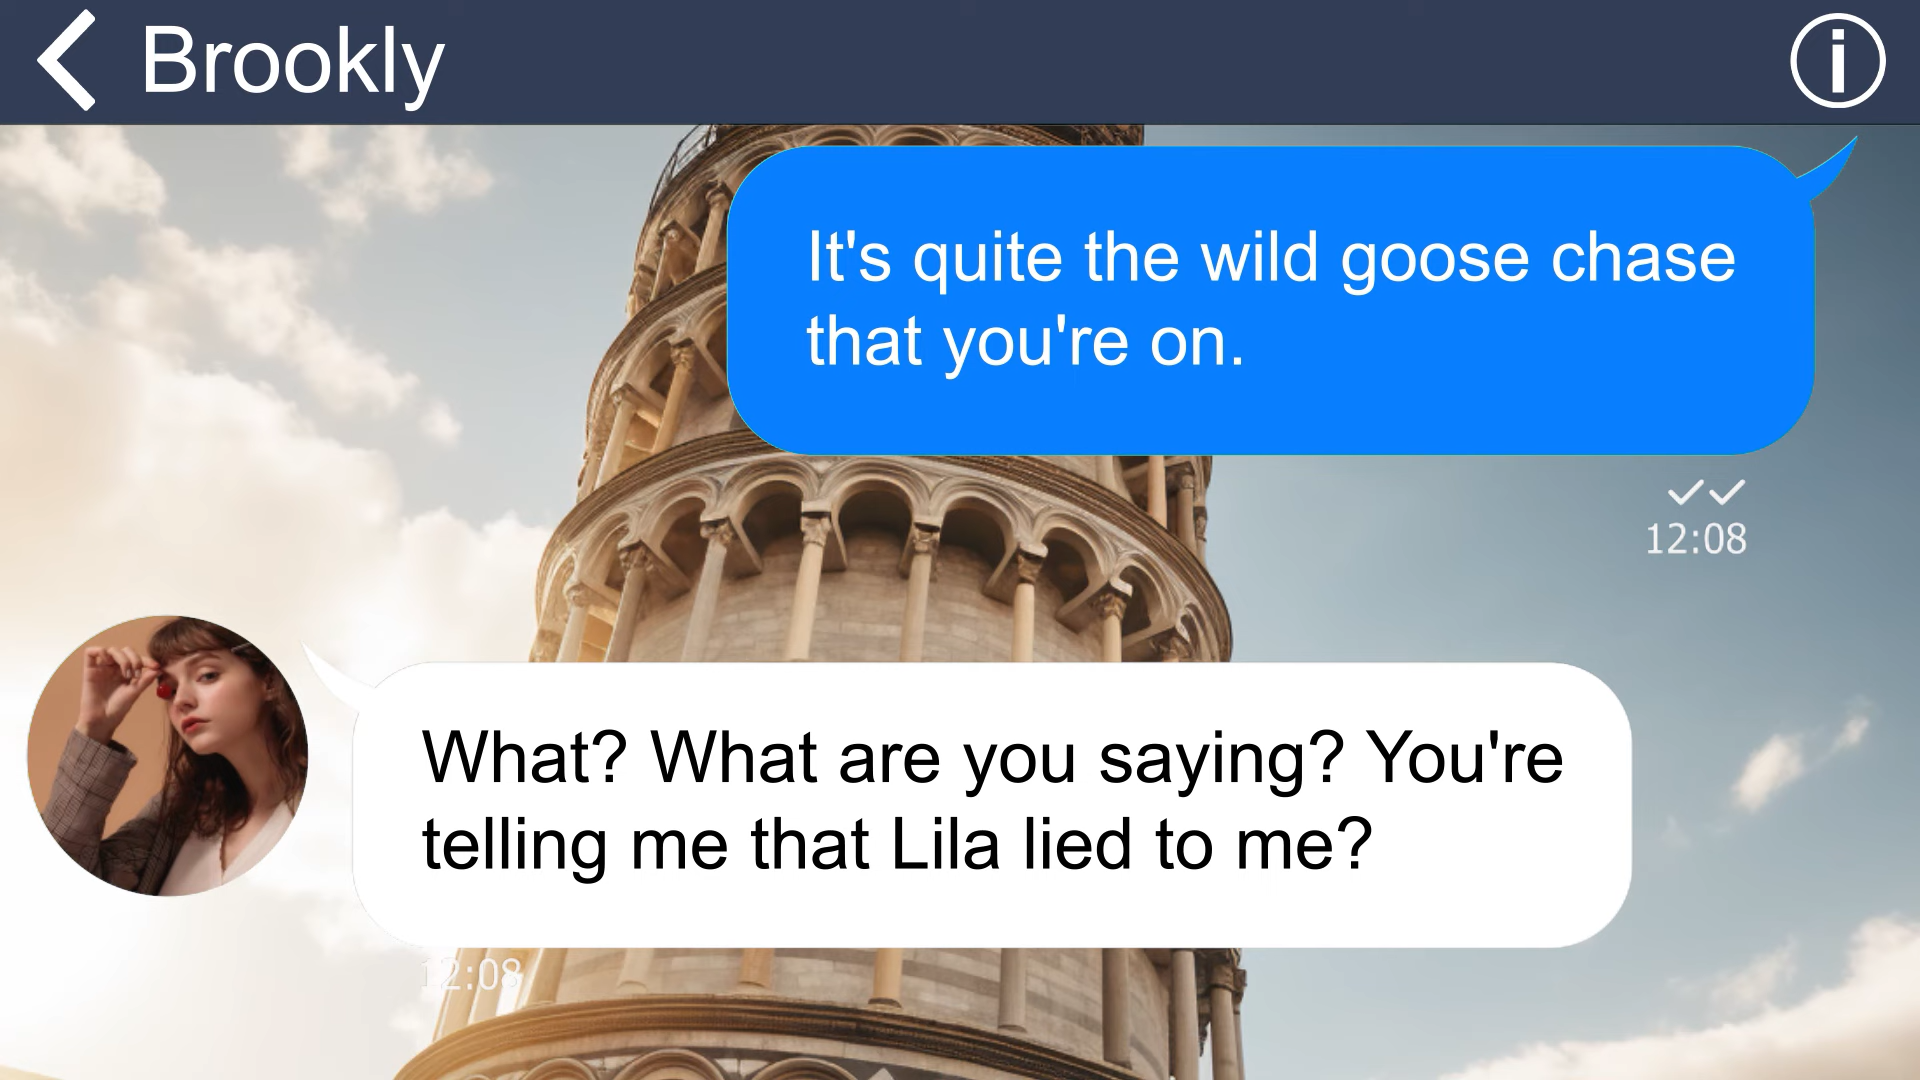 Brookly
It's quite the wild goose chase
that you're on.
12:08
What? What are you saying? You're
telling me that Lila lied to me?
12:08